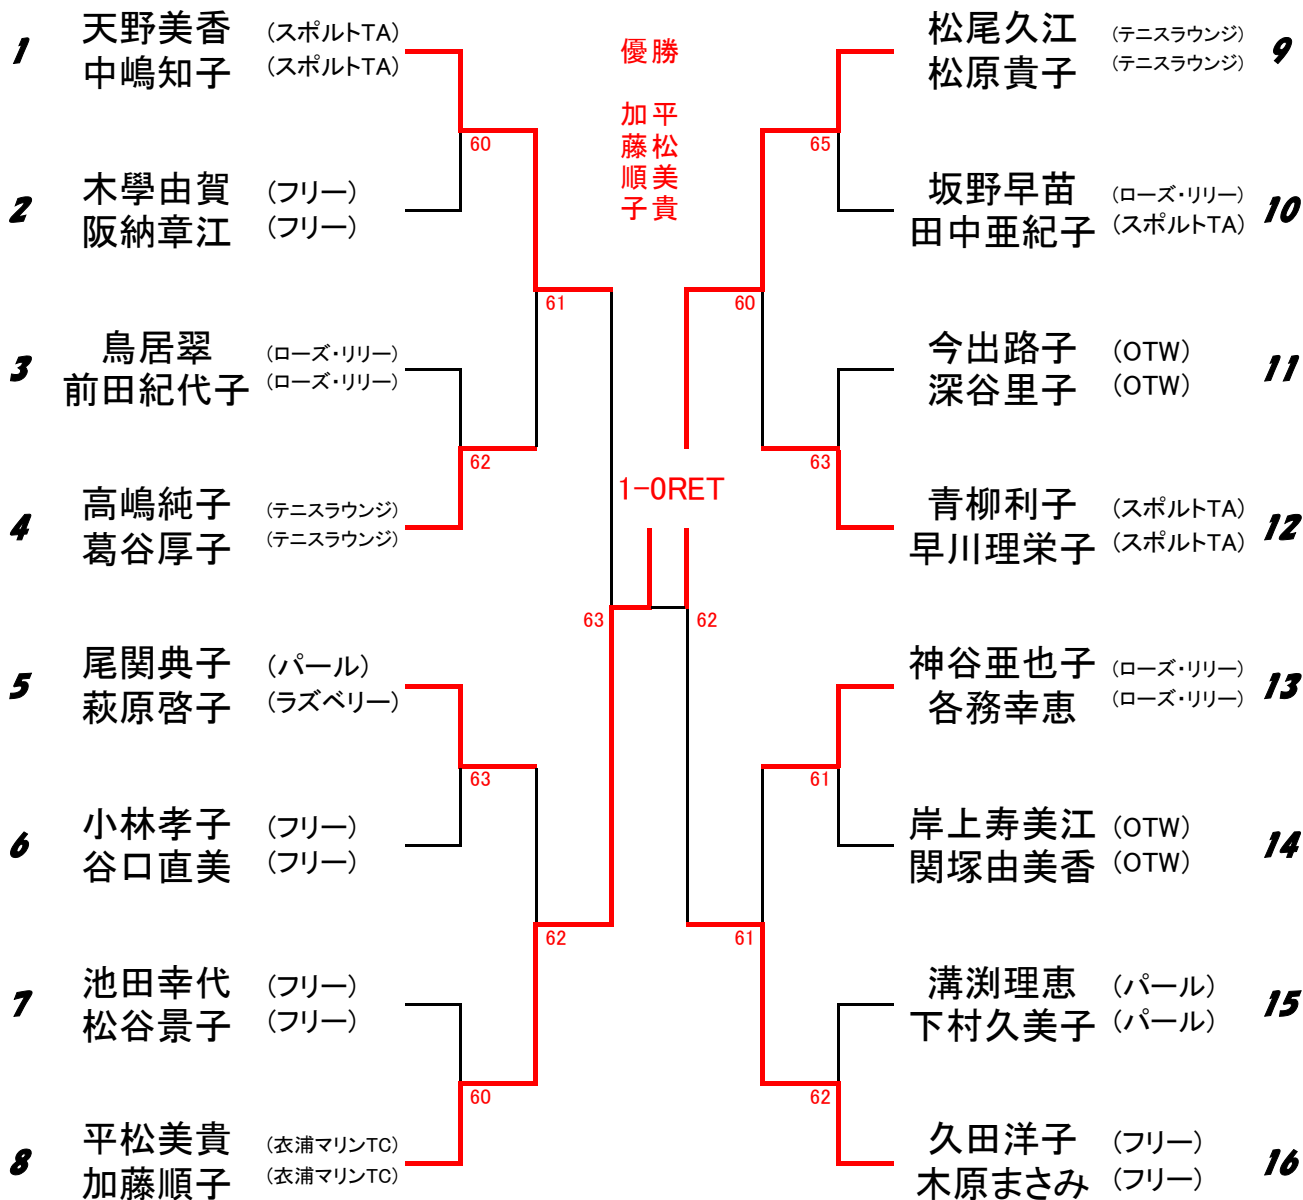 1 天野美香 (スポルトTA)
中嶋知子 (スポルトTA)
60
2 木學由賀 (フリー)
阪納章江 (フリー)
61
3 鳥居翠 (ローズ・リリー)
前田紀代子 (ローズ・リリー)
62
4 高嶋純子 (テニスラウンジ)
葛谷厚子 (テニスラウンジ)
63
5 尾関典子 (パール)
萩原啓子 (ラズベリー)
63
6 小林孝子 (フリー)
谷口直美 (フリー)
62
7 池田幸代 (フリー)
松谷景子 (フリー)
60
8 平松美貴 (衣浦マリンTC)
加藤順子 (衣浦マリンTC)
優勝
平松美貴
加藤順子
1-0RET
松尾久江 (テニスラウンジ) 9
松原貴子 (テニスラウンジ)
65
坂野早苗 (ローズ・リリー) 10
田中亜紀子 (スポルトTA)
60
今出路子 (OTW) 11
深谷里子 (OTW)
63
青柳利子 (スポルトTA) 12
早川理栄子 (スポルトTA)
62
神谷亜也子 (ローズ・リリー) 13
各務幸恵 (ローズ・リリー)
61
岸上寿美江 (OTW) 14
関塚由美香 (OTW)
61
溝渕理恵 (パール) 15
下村久美子 (パール)
62
久田洋子 (フリー) 16
木原まさみ (フリー)